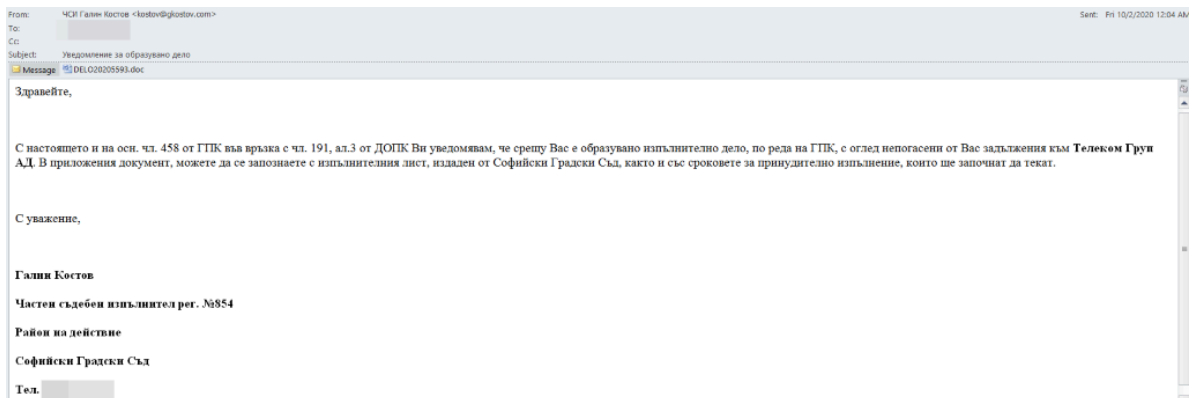 From: ЧСИ Галин Костов <kostov@gkostov.com> Sent: Fri 10/2/2020 12:04 AM
To:
Cc:
Subject: Уведомление за образувано дело
Message DELO20205593.doc
Здравейте,
С настоящето и на осн. чл. 458 от ГПК във връзка с чл. 191, ал.3 от ДОПК Ви уведомявам, че срещу Вас е образувано изпълнително дело, по реда на ГПК, с оглед непогасени от Вас задължения към Телеком Груп
АД. В приложения документ, можете да се запознаете с изпълнителния лист, издаден от Софийски Градски Съд, както и със сроковете за принудително изпълнение, които ще започнат да текат.
С уважение,
Галин Костов
Частен съдебен изпълнител рег. №854
Район на действие
Софийски Градски Съд
Тел.